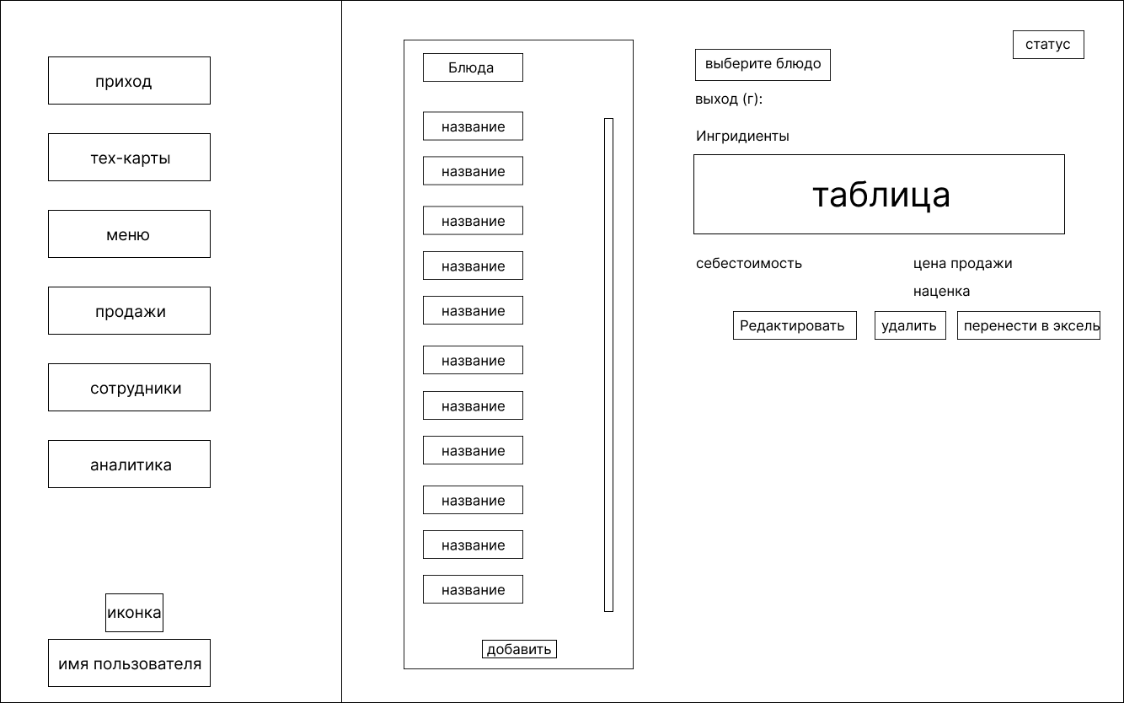 приход
тех-карты
меню
продажи
сотрудники
аналитика
иконка
имя пользователя
Блюда
название
название
название
название
название
название
название
название
название
название
название
добавить
статус
выберите блюдо
выход (г):
Ингридиенты
таблица
себестоимость
цена продажи
наценка
Редактировать
удалить
перенести в эксель